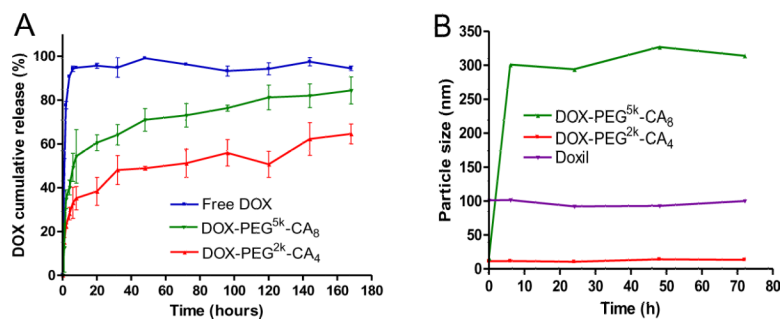 A
DOX cumulative release (%)
100
80
60
40
20
0
0 20 40 60 80 100 120 140 160 180
Time (hours)
Free DOX
DOX-PEG5k-CA8
DOX-PEG2k-CA4
B
Particle size (nm)
350
300
250
200
150
100
50
0
0 10 20 30 40 50 60 70 80
Time (h)
DOX-PEG5k-CA8
DOX-PEG2k-CA4
Doxil